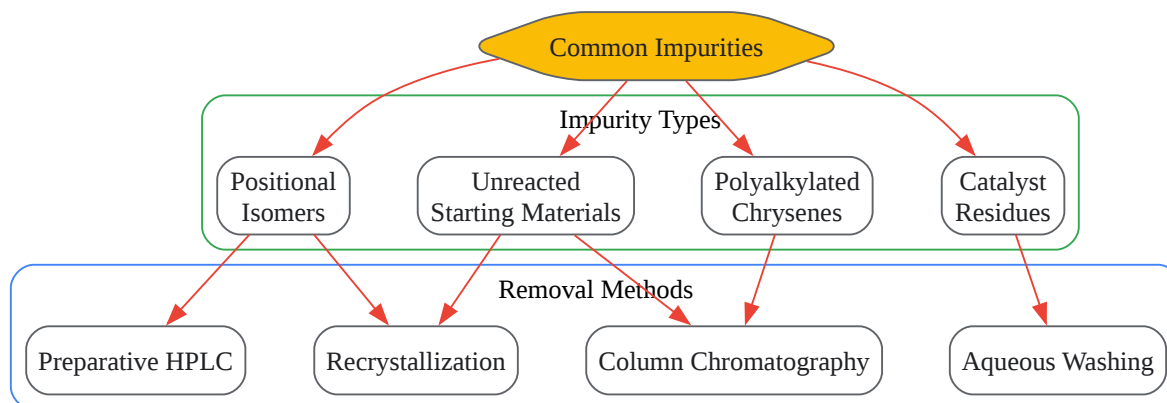 Common Impurities
Impurity Types
Positional
Isomers
Unreacted
Starting Materials
Polyalkylated
Chrysenes
Catalyst
Residues
Removal Methods
Preparative HPLC
Recrystallization
Column Chromatography
Aqueous Washing